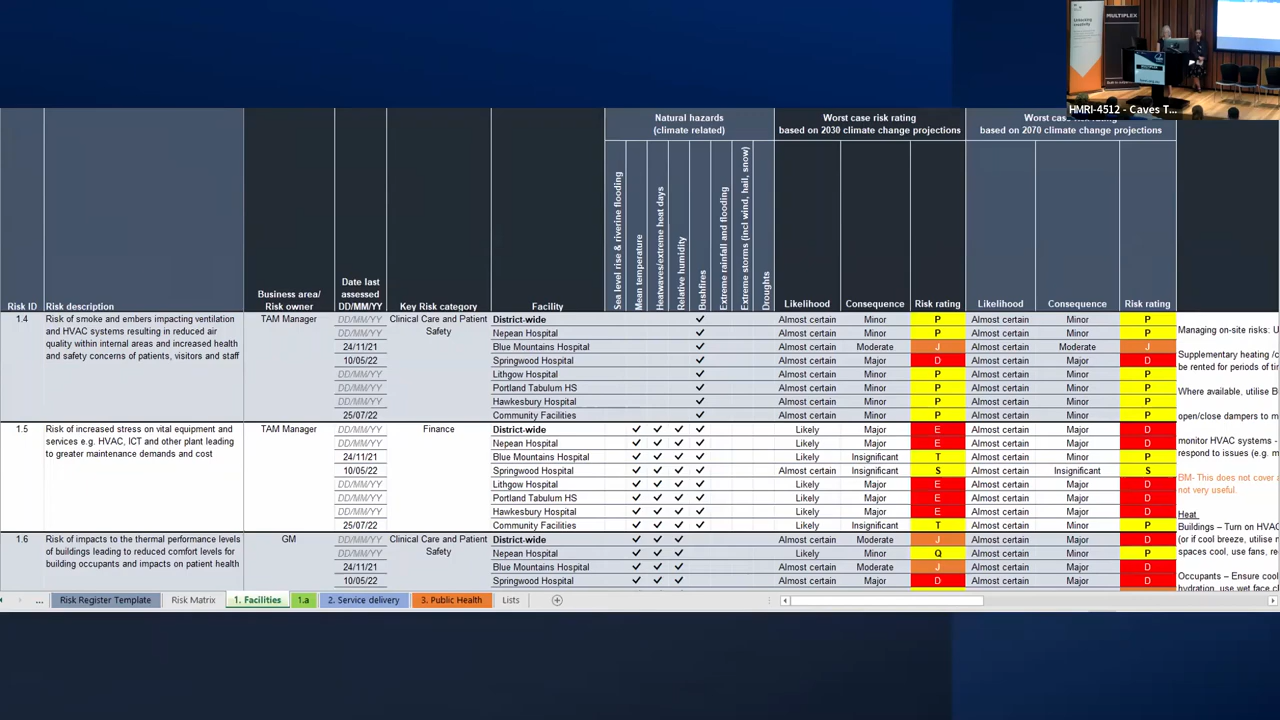 MULTIPLEX
HMRI-4512 - Caves T...
Natural hazards
(climate related)
Worst case risk rating
based on 2030 climate change projections
Worst case risk rating
based on 2070 climate change projections
Risk ID
Risk description
Business area/
Risk owner
Date last
assessed
DD/MM/YY
Key Risk category
Facility
Sea level rise & riverine flooding
Mean temperature
Heatwaves/extreme heat days
Relative humidity
Bushfires
Extreme rainfall and flooding
Extreme storms (incl wind, hail, snow)
Droughts
Likelihood Consequence Risk rating Likelihood Consequence Risk rating
1.4
Risk of smoke and embers impacting ventilation
and HVAC systems resulting in reduced air
quality within internal areas and increased health
and safety concerns of patients, visitors and staff
TAM Manager
Clinical Care and Patient
Safety
DD/MM/YY District-wide ✓ Almost certain Minor P Almost certain Minor P
DD/MM/YY Nepean Hospital ✓ Almost certain Minor P Almost certain Minor P
24/11/21 Blue Mountains Hospital ✓ Almost certain Moderate J Almost certain Moderate J
10/05/22 Springwood Hospital ✓ Almost certain Major D Almost certain Major D
DD/MM/YY Lithgow Hospital ✓ Almost certain Minor P Almost certain Minor P
DD/MM/YY Portland Tabulum HS ✓ Almost certain Minor P Almost certain Minor P
DD/MM/YY Hawkesbury Hospital ✓ Almost certain Minor P Almost certain Minor P
25/07/22 Community Facilities ✓ Almost certain Minor P Almost certain Minor P
Managing on-site risks: U
Supplementary heating /c
be rented for periods of tir
Where available, utilise B
open/close dampers to m
1.5
Risk of increased stress on vital equipment and
services e.g. HVAC, ICT and other plant leading
to greater maintenance demands and cost
TAM Manager
Finance
DD/MM/YY District-wide ✓ ✓ ✓ ✓ Likely Major E Almost certain Major D
DD/MM/YY Nepean Hospital ✓ ✓ ✓ ✓ Likely Major E Almost certain Major D
24/11/21 Blue Mountains Hospital ✓ ✓ ✓ ✓ Likely Insignificant T Almost certain Minor P
10/05/22 Springwood Hospital ✓ ✓ ✓ ✓ Almost certain Insignificant S Almost certain Insignificant S
DD/MM/YY Lithgow Hospital ✓ ✓ ✓ ✓ Likely Major E Almost certain Major D
DD/MM/YY Portland Tabulum HS ✓ ✓ ✓ ✓ Likely Major E Almost certain Major D
DD/MM/YY Hawkesbury Hospital ✓ ✓ ✓ ✓ Likely Major E Almost certain Major D
25/07/22 Community Facilities ✓ ✓ ✓ ✓ Likely Insignificant T Almost certain Minor P
monitor HVAC systems -
respond to issues (e.g. m
BM- This does not cover a
not very useful.
Heat
Buildings – Turn on HVAC
1.6
Risk of impacts to the thermal performance levels
of buildings leading to reduced comfort levels for
building occupants and impacts on patient health
GM
Clinical Care and Patient
Safety
DD/MM/YY District-wide ✓ ✓ ✓ Almost certain Moderate J Almost certain Major D
DD/MM/YY Nepean Hospital ✓ ✓ ✓ Likely Minor Q Almost certain Minor P
24/11/21 Blue Mountains Hospital ✓ ✓ ✓ Almost certain Moderate J Almost certain Major D
10/05/22 Springwood Hospital ✓ ✓ ✓ Almost certain Major D Almost certain Major D
(or if cool breeze, utilise n
spaces cool, use fans, re
Occupants – Ensure cool
hydration, use wet face cl
... Risk Register Template Risk Matrix 1. Facilities 1.a 2. Service delivery 3. Public Health Lists